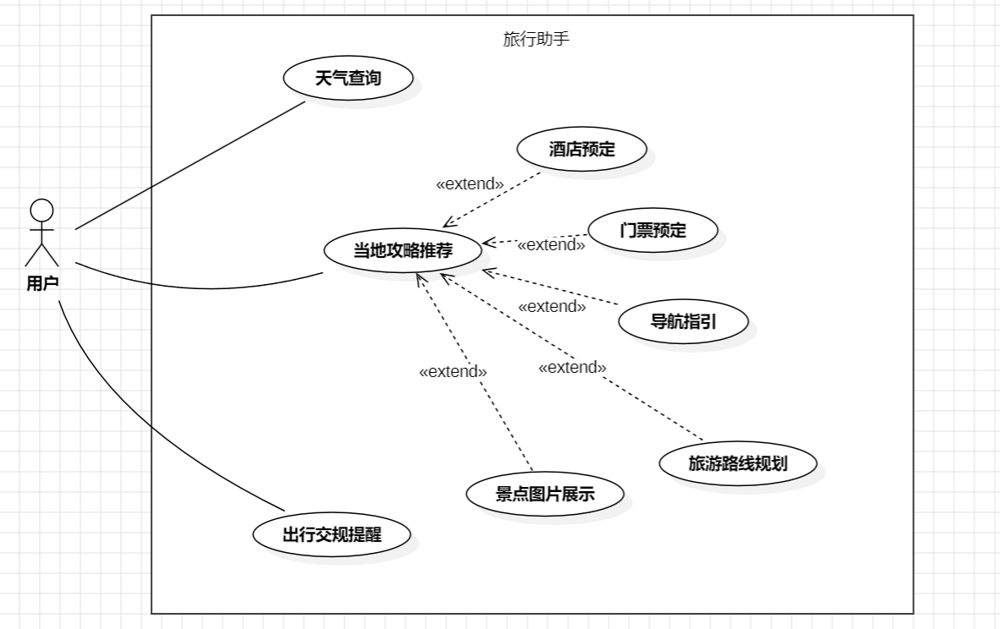 旅行助手
天气查询
酒店预定
«extend»
门票预定
«extend»
当地攻略推荐
用户
«extend»
导航指引
«extend»
«extend»
旅游路线规划
景点图片展示
出行交规提醒